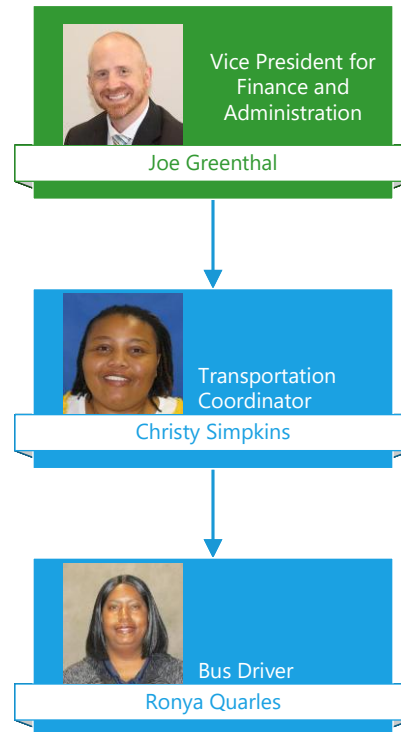 Vice President for
Finance and
Administration
Joe Greenthal
Transportation
Coordinator
Christy Simpkins
Bus Driver
Ronya Quarles